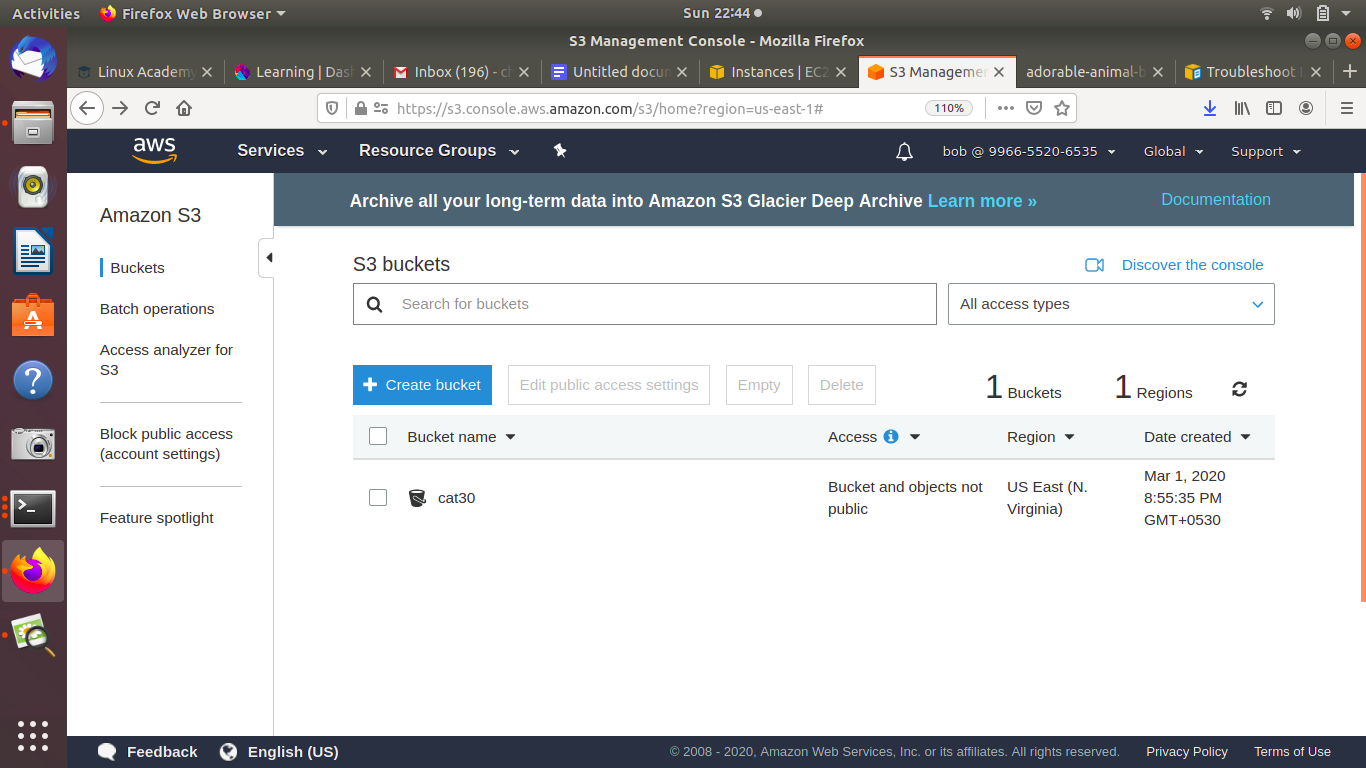 Activities
Firefox Web Browser
Sun 22:44
S3 Management Console - Mozilla Firefox
Linux Academy
Learning | Das
Inbox (196) - c
Untitled docu
Instances | EC2
S3 Manageme
adorable-animal-b
Troubleshoot
https://s3.console.aws.amazon.com/s3/home?region=us-east-1#
110%
aws
Services
Resource Groups
bob @ 9966-5520-6535
Global
Support
Amazon S3
Buckets
Batch operations
Access analyzer for
S3
Block public access
(account settings)
Feature spotlight
Archive all your long-term data into Amazon S3 Glacier Deep Archive Learn more »
Documentation
S3 buckets
Discover the console
Search for buckets
All access types
Create bucket
Edit public access settings
Empty
Delete
1 Buckets
1 Regions
Bucket name
Access
Region
Date created
cat30
Bucket and objects not
public
US East (N.
Virginia)
Mar 1, 2020
8:55:35 PM
GMT+0530
Feedback
English (US)
© 2008 - 2020, Amazon Web Services, Inc. or its affiliates. All rights reserved.
Privacy Policy
Terms of Use